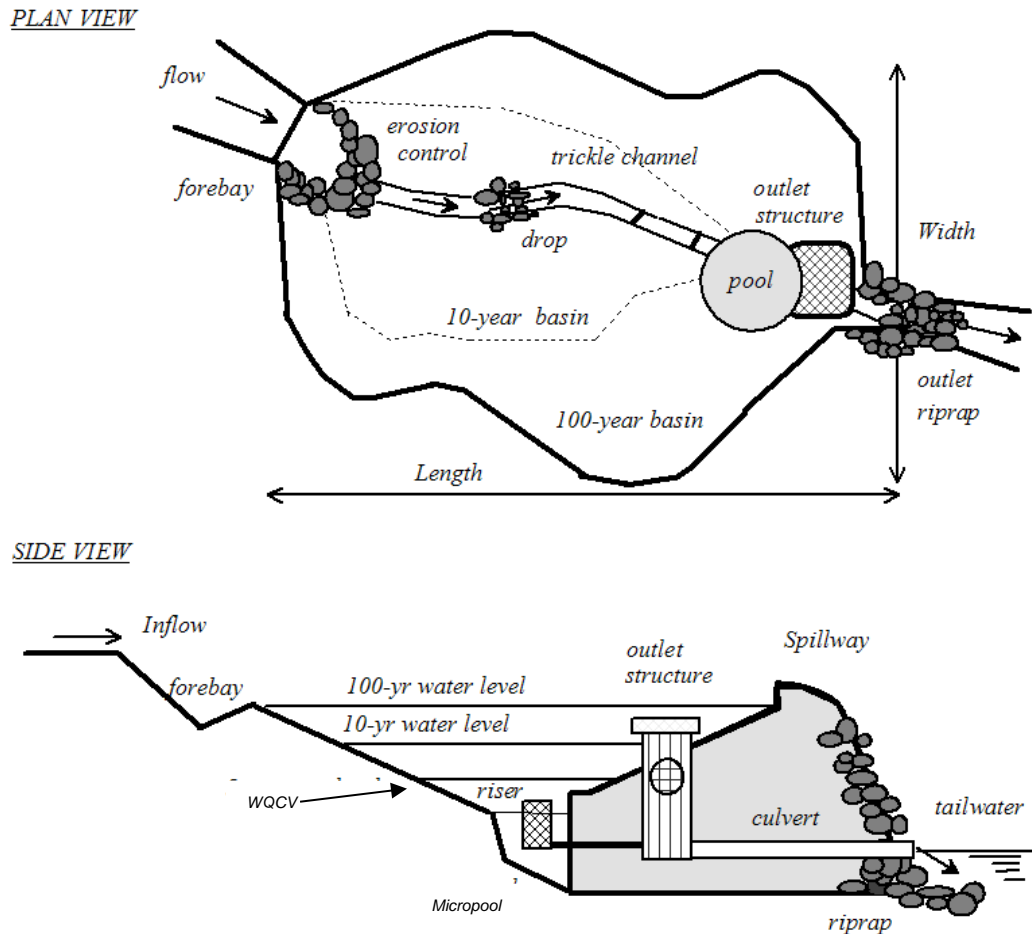 PLAN VIEW
flow
erosion
control
trickle channel
forebay
outlet
structure
drop
Width
pool
10-year basin
outlet
riprap
100-year basin
Length
SIDE VIEW
Inflow
Spillway
outlet
structure
forebay
100-yr water level
10-yr water level
WQCV
riser
culvert
tailwater
Micropool
riprap